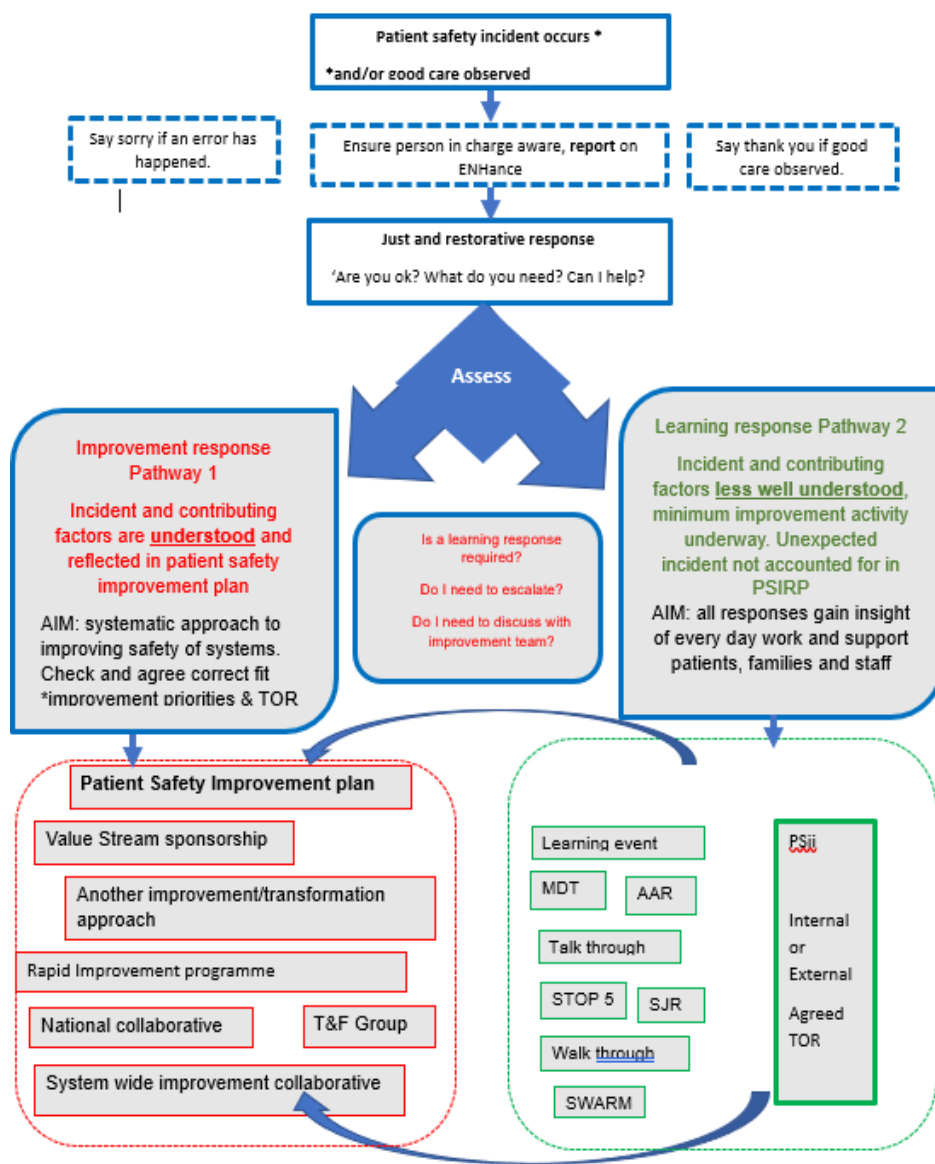 Patient safety incident occurs *
*and/or good care observed
Say sorry if an error has
happened.
Ensure person in charge aware, report on
ENHance
Say thank you if good
care observed.
Just and restorative response
‘Are you ok? What do you need? Can I help?
Assess
Improvement response
Pathway 1
Incident and contributing
factors are understood and
reflected in patient safety
improvement plan
AIM: systematic approach to
improving safety of systems.
Check and agree correct fit
*improvement priorities & TOR
Is a learning response
required?
Do I need to escalate?
Do I need to discuss with
improvement team?
Learning response Pathway 2
Incident and contributing
factors less well understood,
minimum improvement activity
underway. Unexpected
incident not accounted for in
PSIRP
AIM: all responses gain insight
of every day work and support
patients, families and staff
Patient Safety Improvement plan
Value Stream sponsorship
Another improvement/transformation
approach
Rapid Improvement programme
National collaborative
T&F Group
System wide improvement collaborative
Learning event
MDT
AAR
Talk through
STOP 5
SJR
Walk through
SWARM
PSii
Internal
or
External
Agreed
TOR